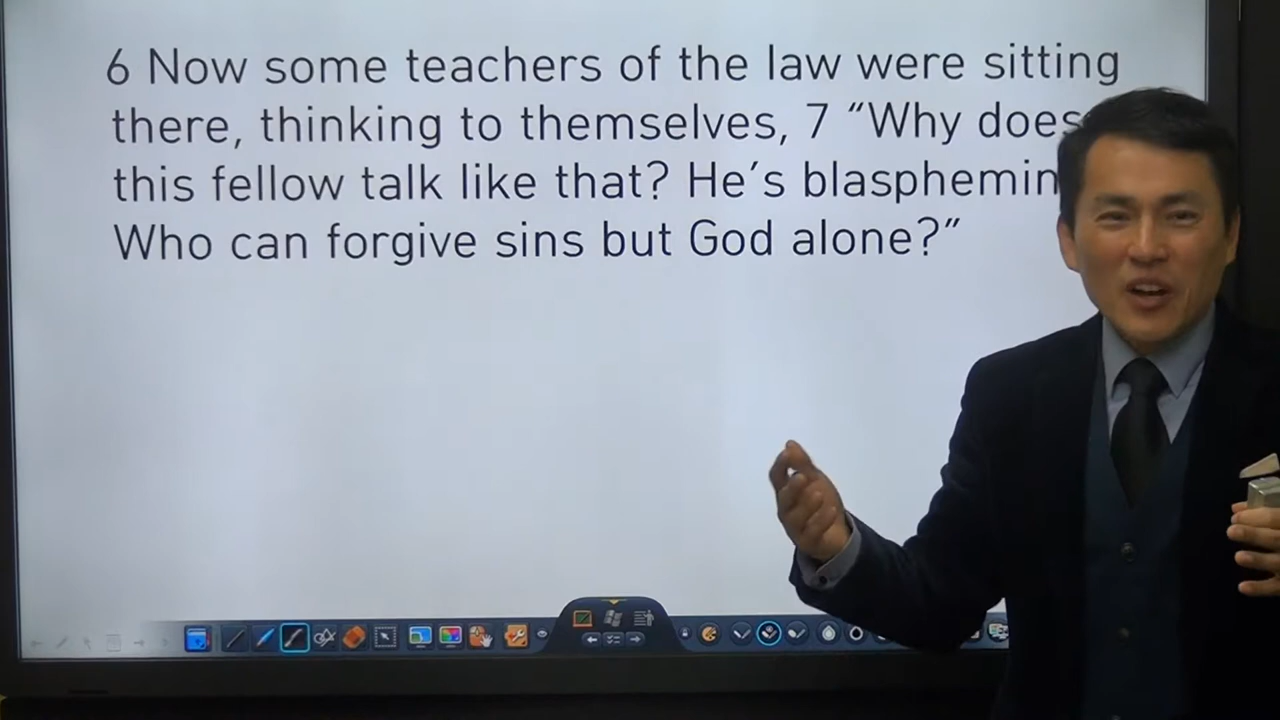 6 Now some teachers of the law were sitting
there, thinking to themselves, 7 “Why does
this fellow talk like that? He’s
Who can forgive sins but God alone?”